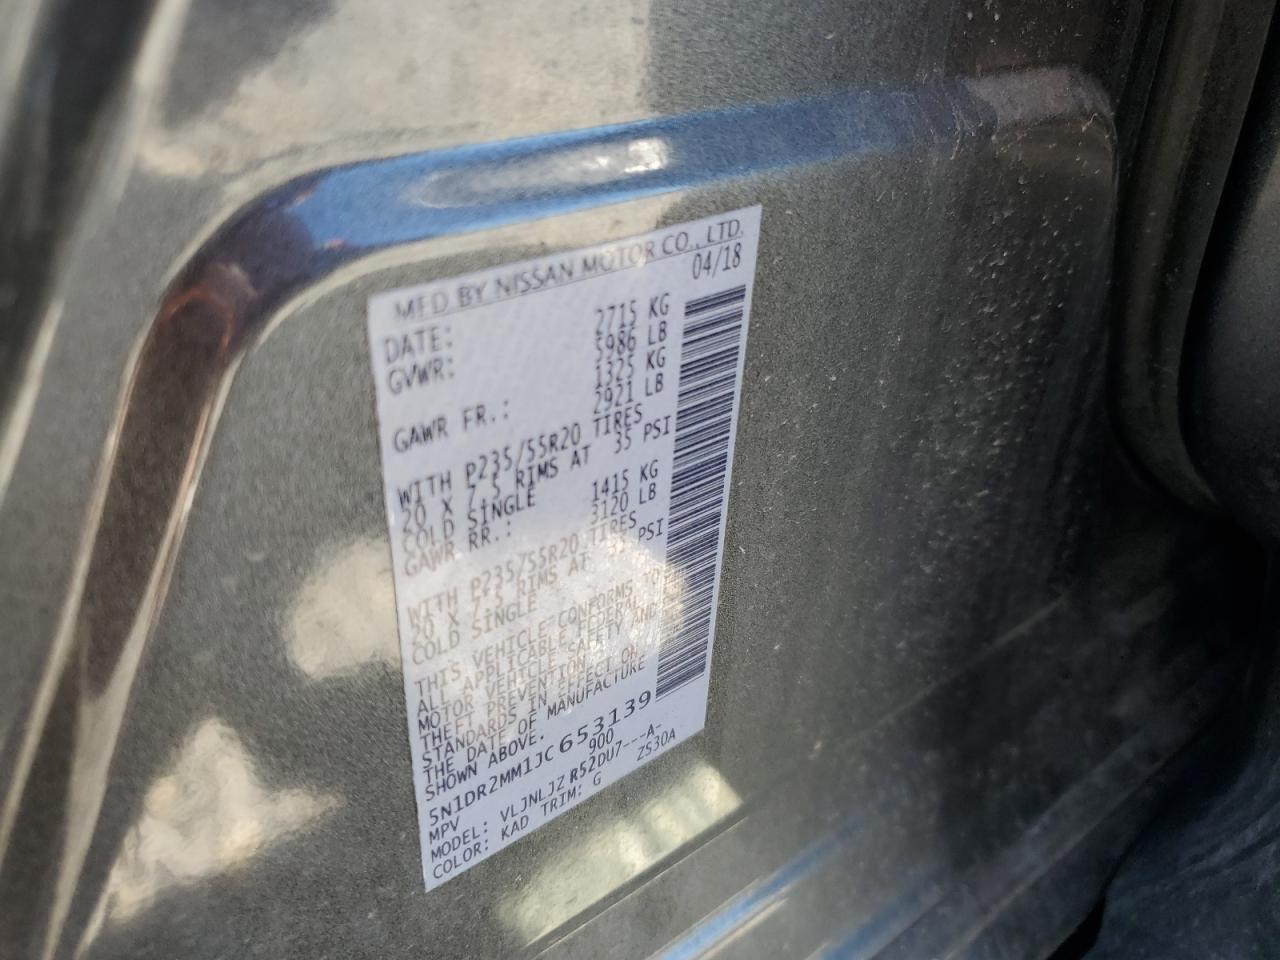 MFD BY NISSAN MOTOR CO., LTD.
DATE: 04/18
GVWR: 2715 KG
5986 LB
GAWR FR.: 1325 KG
2921 LB
WITH P235/55R20 TIRES
20 X 7.5 RIMS AT 35 PSI
COLD SINGLE
GAWR RR.: 1415 KG
3120 LB
WITH P235/55R20 TIRES
20 X 7.5 RIMS AT PSI
COLD SINGLE
THIS VEHICLE CONFORMS TO
ALL APPLICABLE FEDERAL
MOTOR VEHICLE SAFETY AND
THEFT PREVENTION
STANDARDS IN EFFECT ON
THE DATE OF MANUFACTURE
SHOWN ABOVE.
5N1DR2MM1JC653139
MPV 900
MODEL: VLJNLJZ R52DU7---A-
COLOR: KAD TRIM: G ZS30A